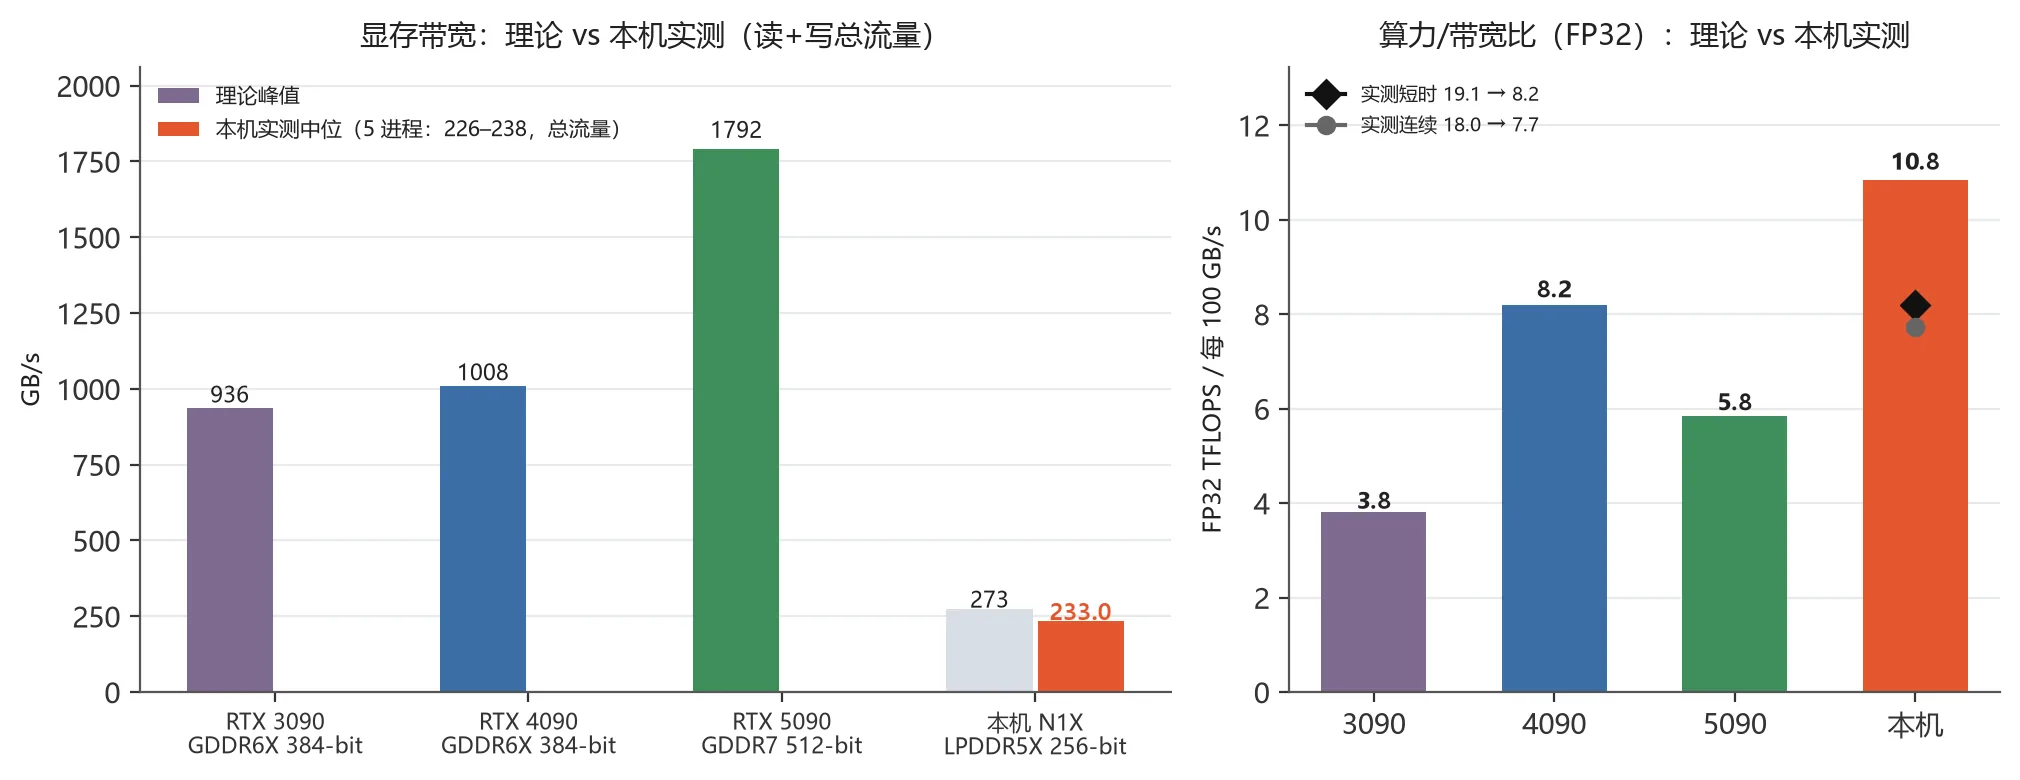 显存带宽：理论 vs 本机实测（读+写总流量）
GB/s
2000
1750
1500
1250
1000
750
500
250
0
理论峰值
本机实测中位（5 进程：226–238，总流量）
936
1008
1792
273
233.0
RTX 3090
GDDR6X 384-bit
RTX 4090
GDDR6X 384-bit
RTX 5090
GDDR7 512-bit
本机 N1X
LPDDR5X 256-bit
算力/带宽比（FP32）：理论 vs 本机实测
FP32 TFLOPS / 每 100 GB/s
12
10
8
6
4
2
0
实测短时 19.1 → 8.2
实测连续 18.0 → 7.7
3.8
8.2
5.8
10.8
3090
4090
5090
本机